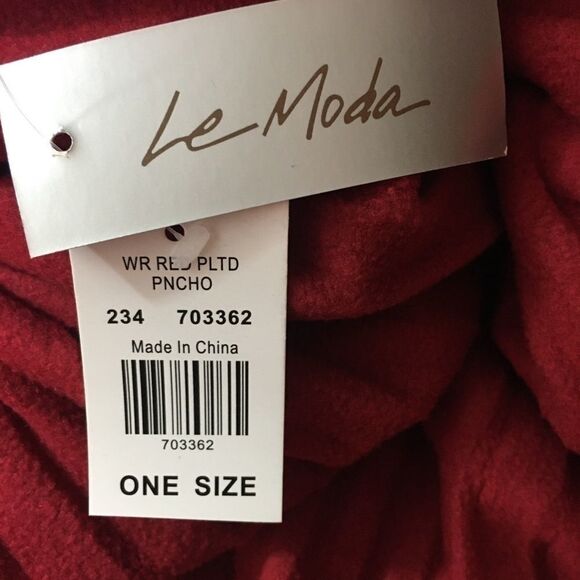 Le Moda
WR RED PLTD
PNCHO
234 703362
Made In China
703362
ONE SIZE